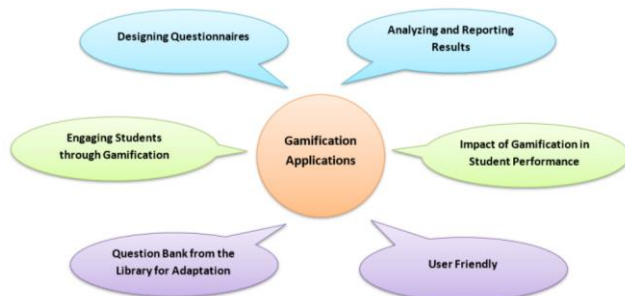 Designing Questionnaires
Analyzing and Reporting
Results
Engaging Students
through Gamification
Gamification
Applications
Impact of Gamification in
Student Performance
Question Bank from the
Library for Adaptation
User Friendly